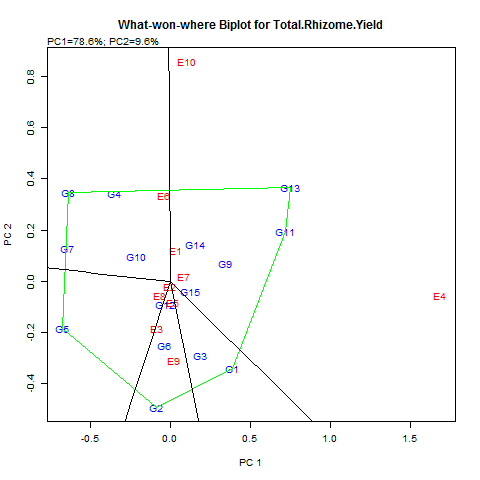 What-won-where Biplot for Total.Rhizome.Yield
PC1=78.6%; PC2=9.6%
E10
0.8
0.6
0.4
G8 G4 E6 G13
0.2
G11
G7 E1 G14
G10 G9
0.0
E7
G15
E8 E4
G12
-0.2
G5 E3
G6
G3
E9
G1
-0.4
G2
PC 2
-0.5 0.0 0.5 1.0 1.5
PC 1